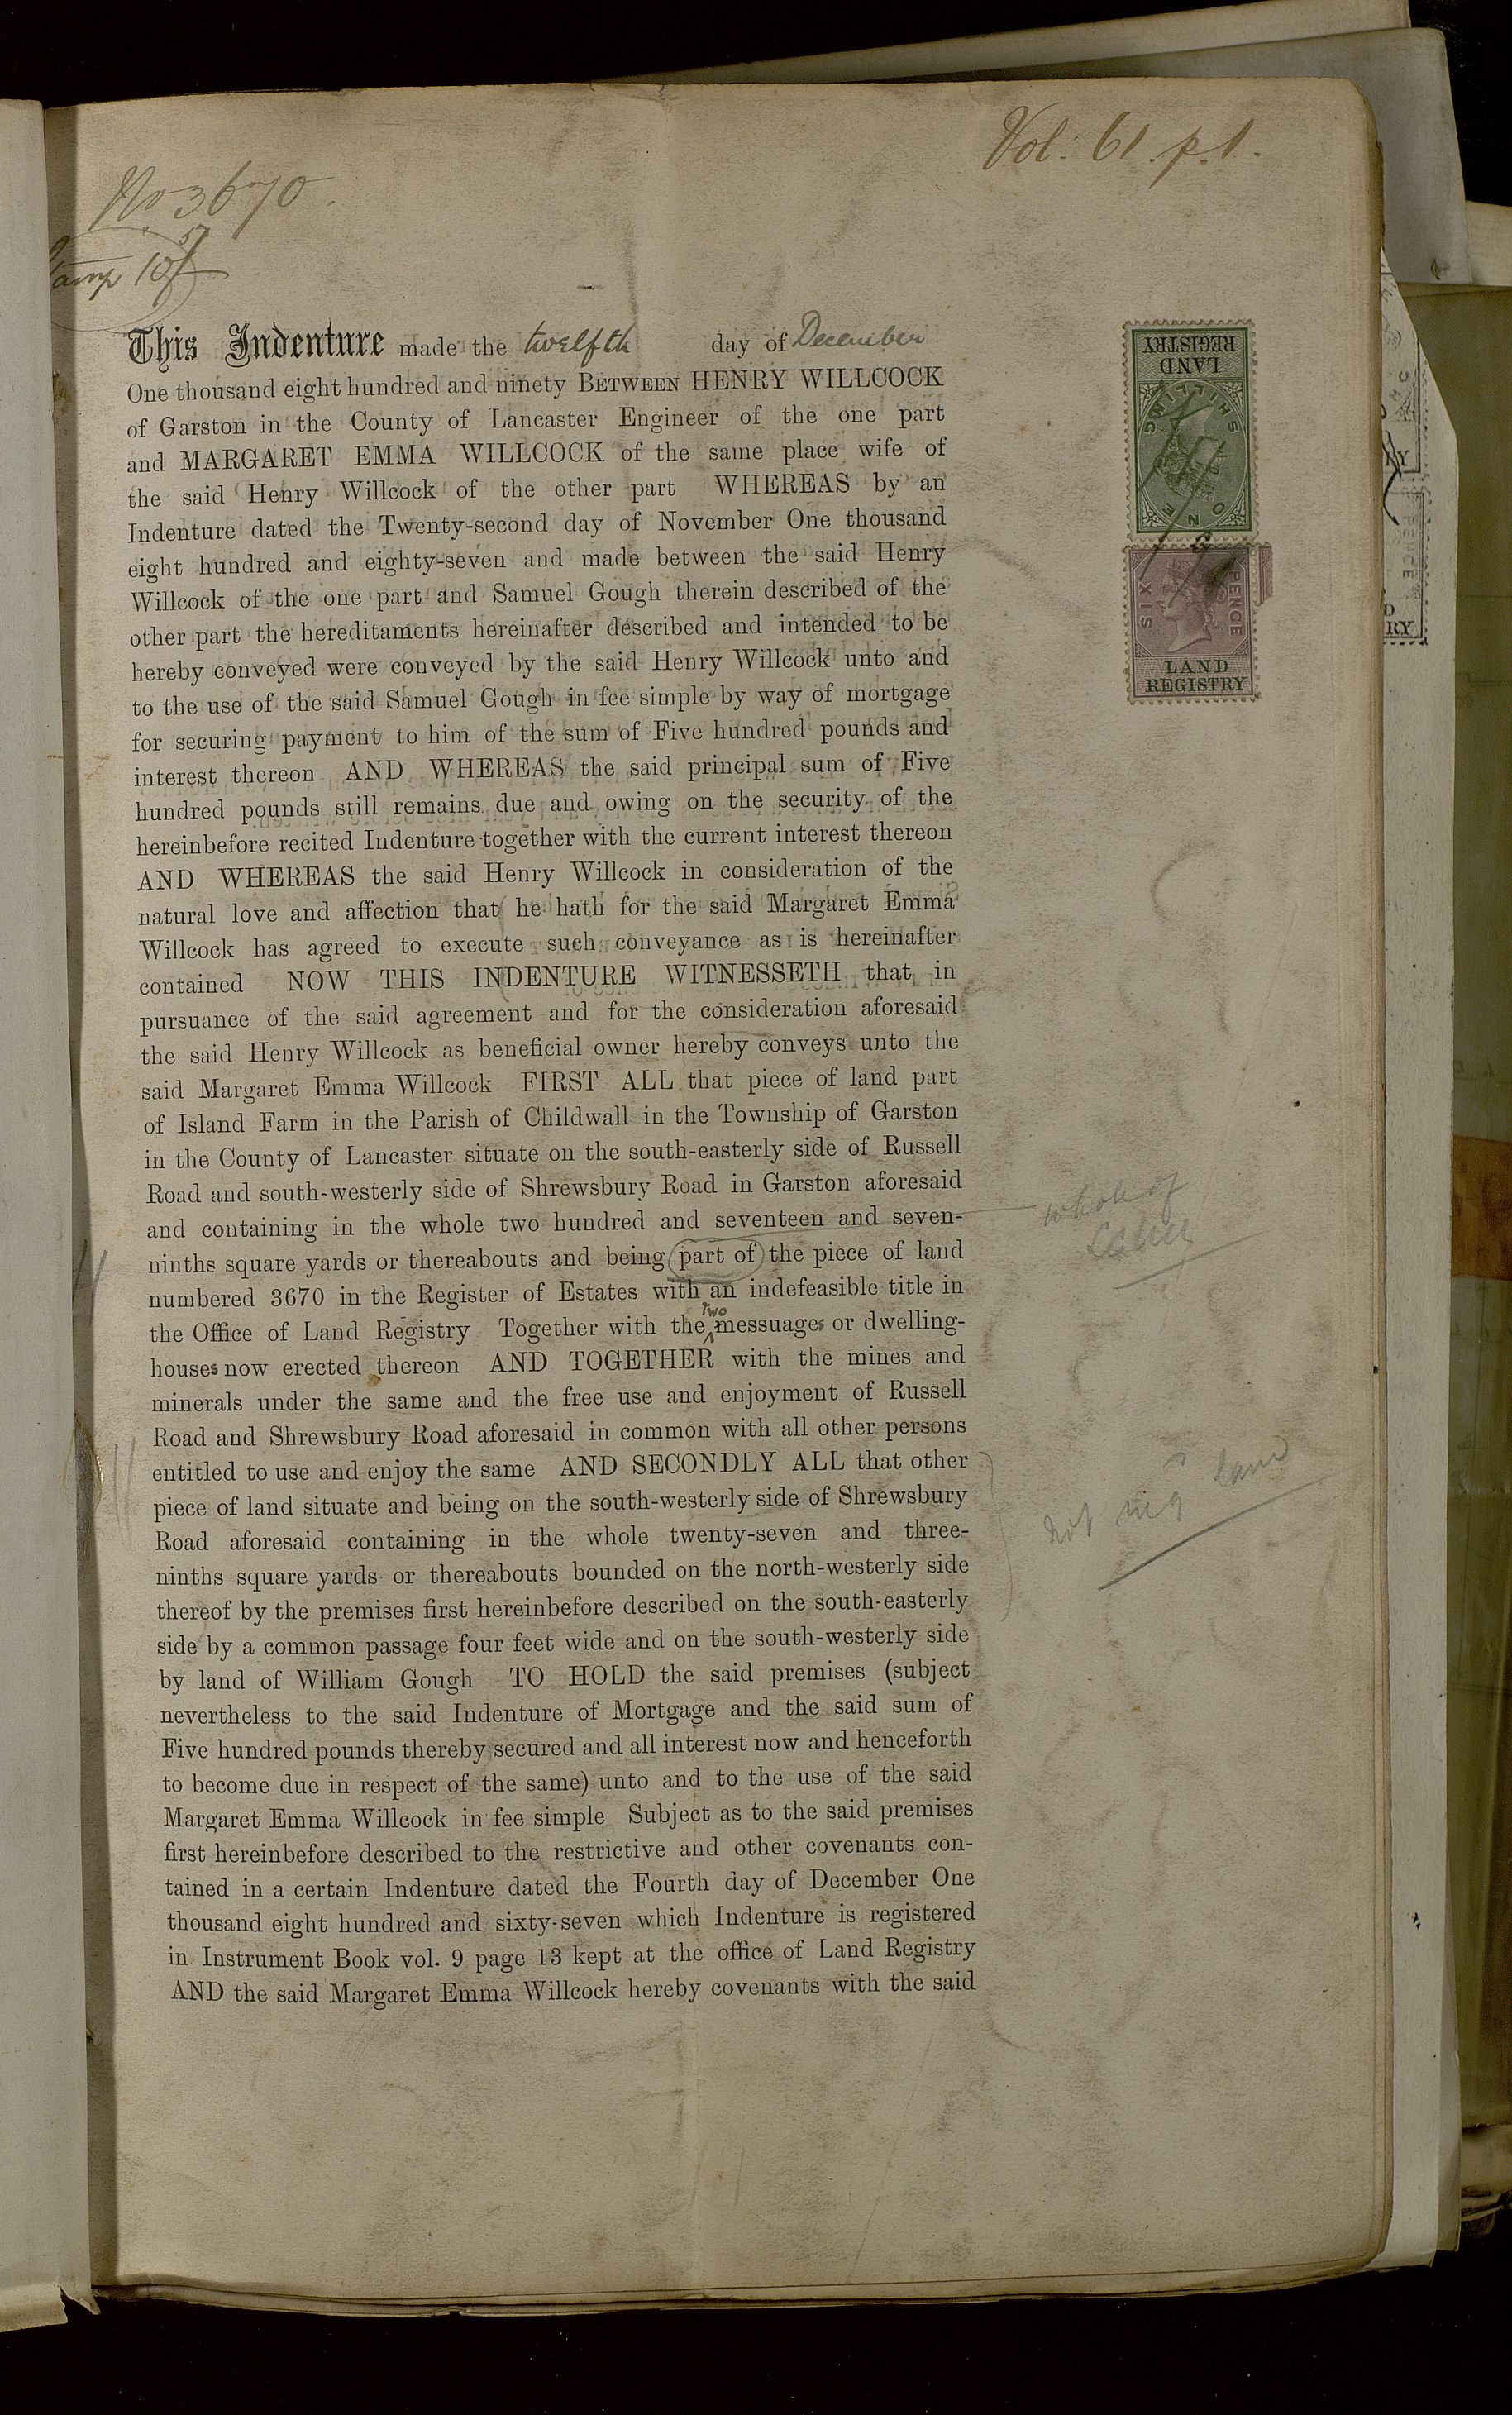 Vol: 61. p.1.
No 3670.
5/
10/
This Indenture made the twelfth day of December
One thousand eight hundred and ninety BETWEEN HENRY WILLCOCK
of Garston in the County of Lancaster Engineer of the one part
and MARGARET EMMA WILLCOCK of the same place wife of
the said Henry Willcock of the other part WHEREAS by an
Indenture dated the Twenty-second day of November One thousand
eight hundred and eighty-seven and made between the said Henry
Willcock of the one part and Samuel Gough therein described of the
other part the hereditaments hereinafter described and intended to be
hereby conveyed were conveyed by the said Henry Willcock unto and
to the use of the said Samuel Gough in fee simple by way of mortgage
for securing payment to him of the sum of Five hundred pounds and
interest thereon AND WHEREAS the said principal sum of Five
hundred pounds still remains due and owing on the security of the
hereinbefore recited Indenture together with the current interest thereon
AND WHEREAS the said Henry Willcock in consideration of the
natural love and affection that he hath for the said Margaret Emma
Willcock has agreed to execute such conveyance as is hereinafter
contained NOW THIS INDENTURE WITNESSETH that in
pursuance of the said agreement and for the consideration aforesaid
the said Henry Willcock as beneficial owner hereby conveys unto the
said Margaret Emma Willcock FIRST ALL that piece of land part
of Island Farm in the Parish of Childwall in the Township of Garston
in the County of Lancaster situate on the south-easterly side of Russell
Road and south-westerly side of Shrewsbury Road in Garston aforesaid
and containing in the whole two hundred and seventeen and seven-
ninths square yards or thereabouts and being part of the piece of land
numbered 3670 in the Register of Estates with an indefeasible title in
the Office of Land Registry Together with the two messuages or dwelling-
houses now erected thereon AND TOGETHER with the mines and
minerals under the same and the free use and enjoyment of Russell
Road and Shrewsbury Road aforesaid in common with all other persons
entitled to use and enjoy the same AND SECONDLY ALL that other
piece of land situate and being on the south-westerly side of Shrewsbury
Road aforesaid containing in the whole twenty-seven and three-
ninths square yards or thereabouts bounded on the north-westerly side
thereof by the premises first hereinbefore described on the south-easterly
side by a common passage four feet wide and on the south-westerly side
by land of William Gough TO HOLD the said premises (subject
nevertheless to the said Indenture of Mortgage and the said sum of
Five hundred pounds thereby secured and all interest now and henceforth
to become due in respect of the same) unto and to the use of the said
Margaret Emma Willcock in fee simple Subject as to the said premises
first hereinbefore described to the restrictive and other covenants con-
tained in a certain Indenture dated the Fourth day of December One
thousand eight hundred and sixty-seven which Indenture is registered
in Instrument Book vol. 9 page 13 kept at the office of Land Registry
AND the said Margaret Emma Willcock hereby covenants with the said
LAND
REGISTRY
ONE SHILLING
SIX PENCE
LAND
REGISTRY
whole of
not reg land